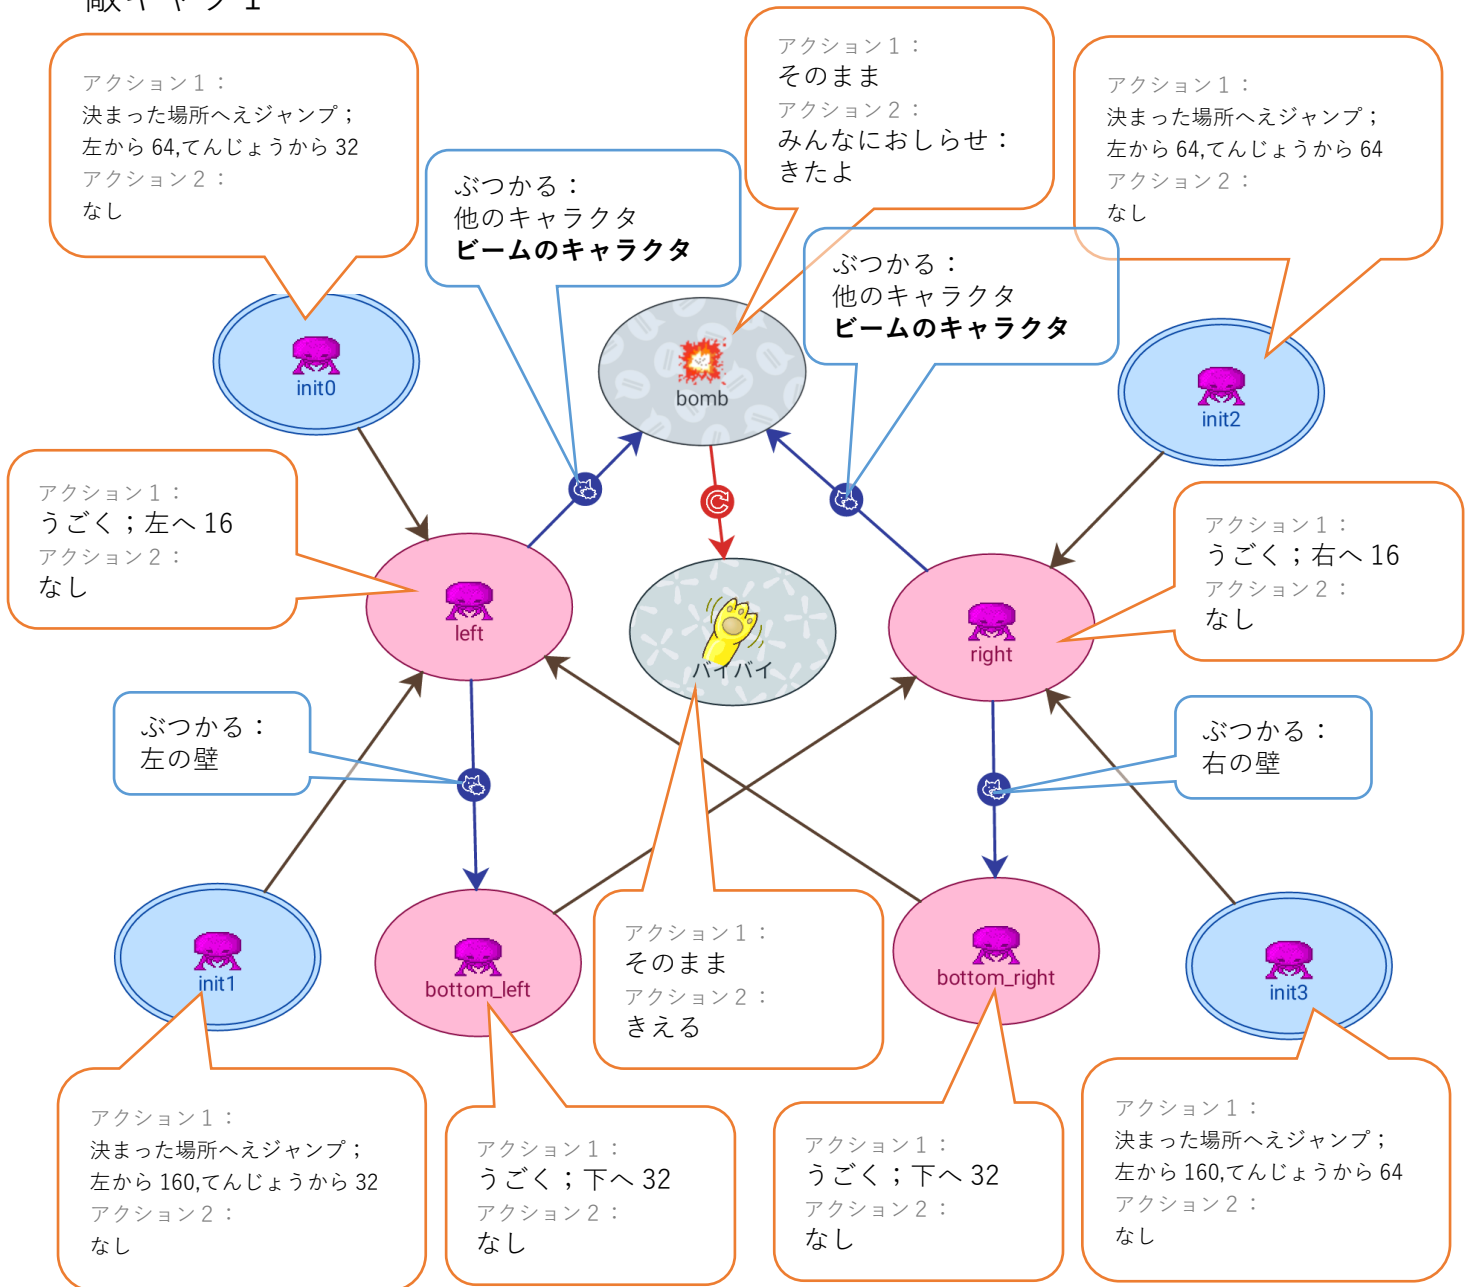 敵キャラ1
アクション1：
決まった場所へえジャンプ；
左から 64,てんじょうから 32
アクション2：
なし
アクション1：
そのまま
アクション2：
みんなにおしらせ：
きたよ
アクション1：
決まった場所へえジャンプ；
左から 64,てんじょうから 64
アクション2：
なし
ぶつかる：
他のキャラクタ
ビームのキャラクタ
ぶつかる：
他のキャラクタ
ビームのキャラクタ
init0
bomb
init2
アクション1：
うごく；左へ 16
アクション2：
なし
left
バイバイ
right
アクション1：
うごく；右へ 16
アクション2：
なし
ぶつかる：
左の壁
ぶつかる：
右の壁
init1
bottom_left
アクション1：
そのまま
アクション2：
きえる
bottom_right
init3
アクション1：
決まった場所へえジャンプ；
左から 160,てんじょうから 32
アクション2：
なし
アクション1：
うごく；下へ 32
アクション2：
なし
アクション1：
うごく；下へ 32
アクション2：
なし
アクション1：
決まった場所へえジャンプ；
左から 160,てんじょうから 64
アクション2：
なし